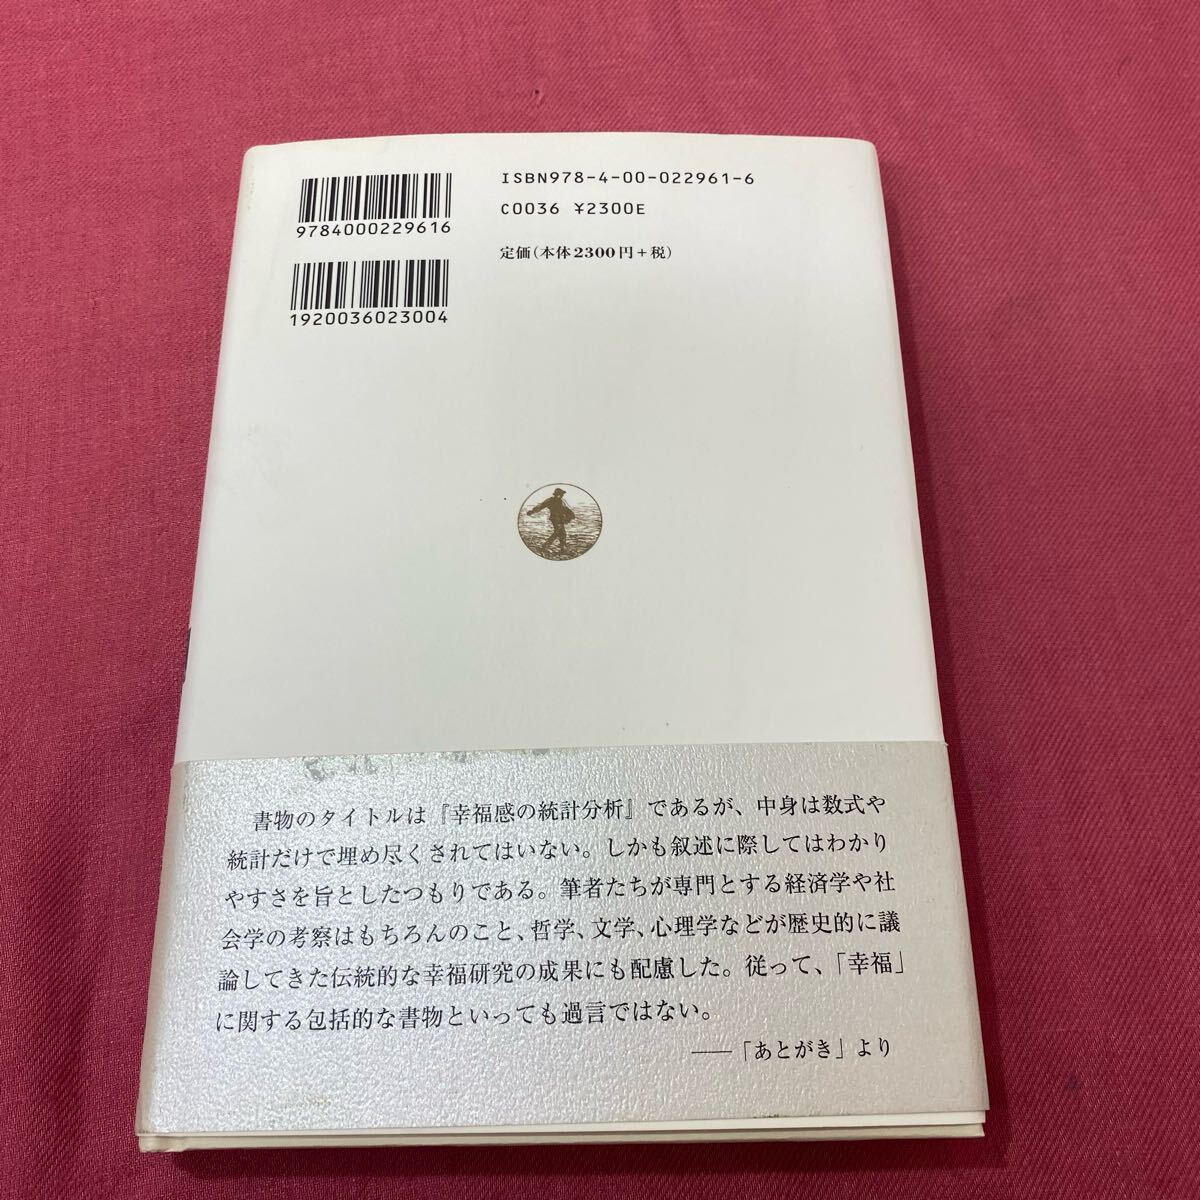 ISBN978-4-00-022961-6
C0036 ¥2300E
定価(本体2300円+税)
9784000229616
1920036023004
書物のタイトルは『幸福感の統計分析』であるが、中身は数式や
統計だけで埋め尽くされてはいない。しかも叙述に際してはわかり
やすさを旨としたつもりである。筆者たちが専門とする経済学や社
会学の考察はもちろんのこと、哲学、文学、心理学などが歴史的に議
論してきた伝統的な幸福研究の成果にも配慮した。従って、「幸福」
に関する包括的な書物といっても過言ではない。
──「あとがき」より